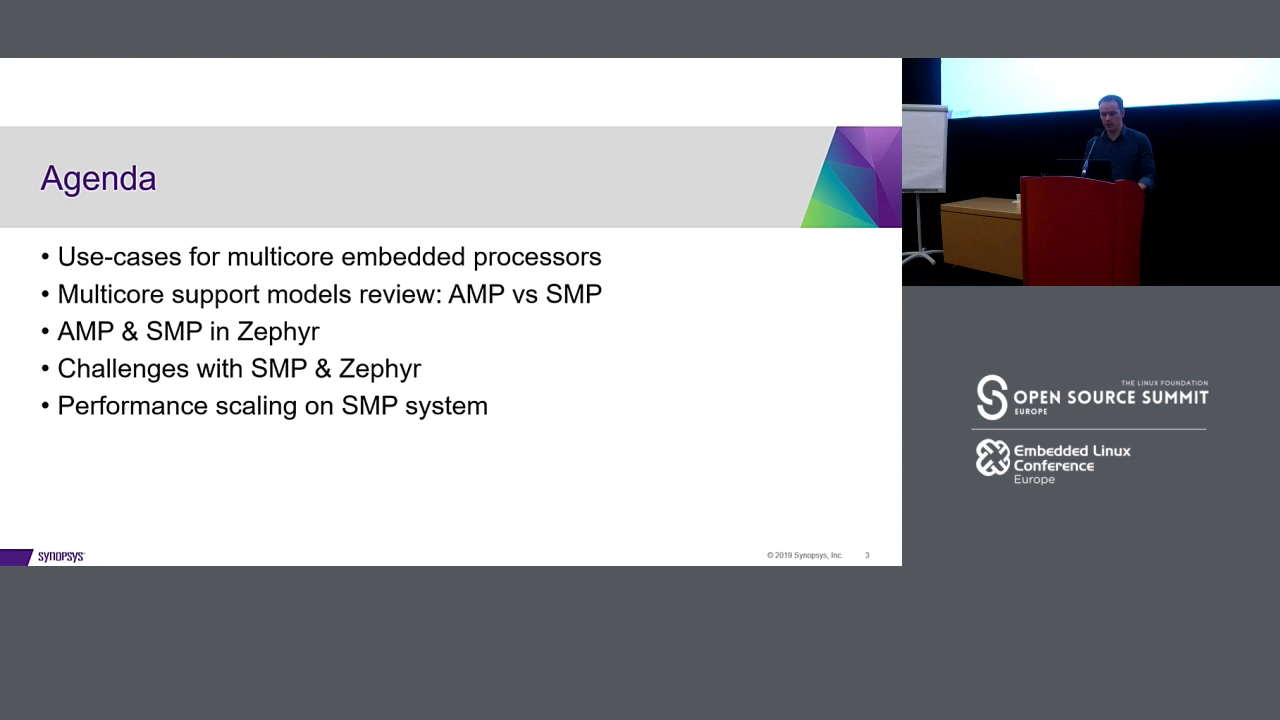 Agenda
• Use-cases for multicore embedded processors
• Multicore support models review: AMP vs SMP
• AMP & SMP in Zephyr
• Challenges with SMP & Zephyr
• Performance scaling on SMP system
SYNOPSYS
© 2019 Synopsys, Inc. 3
THE LINUX FOUNDATION
OPEN SOURCE SUMMIT
EUROPE
Embedded Linux
Conference
Europe